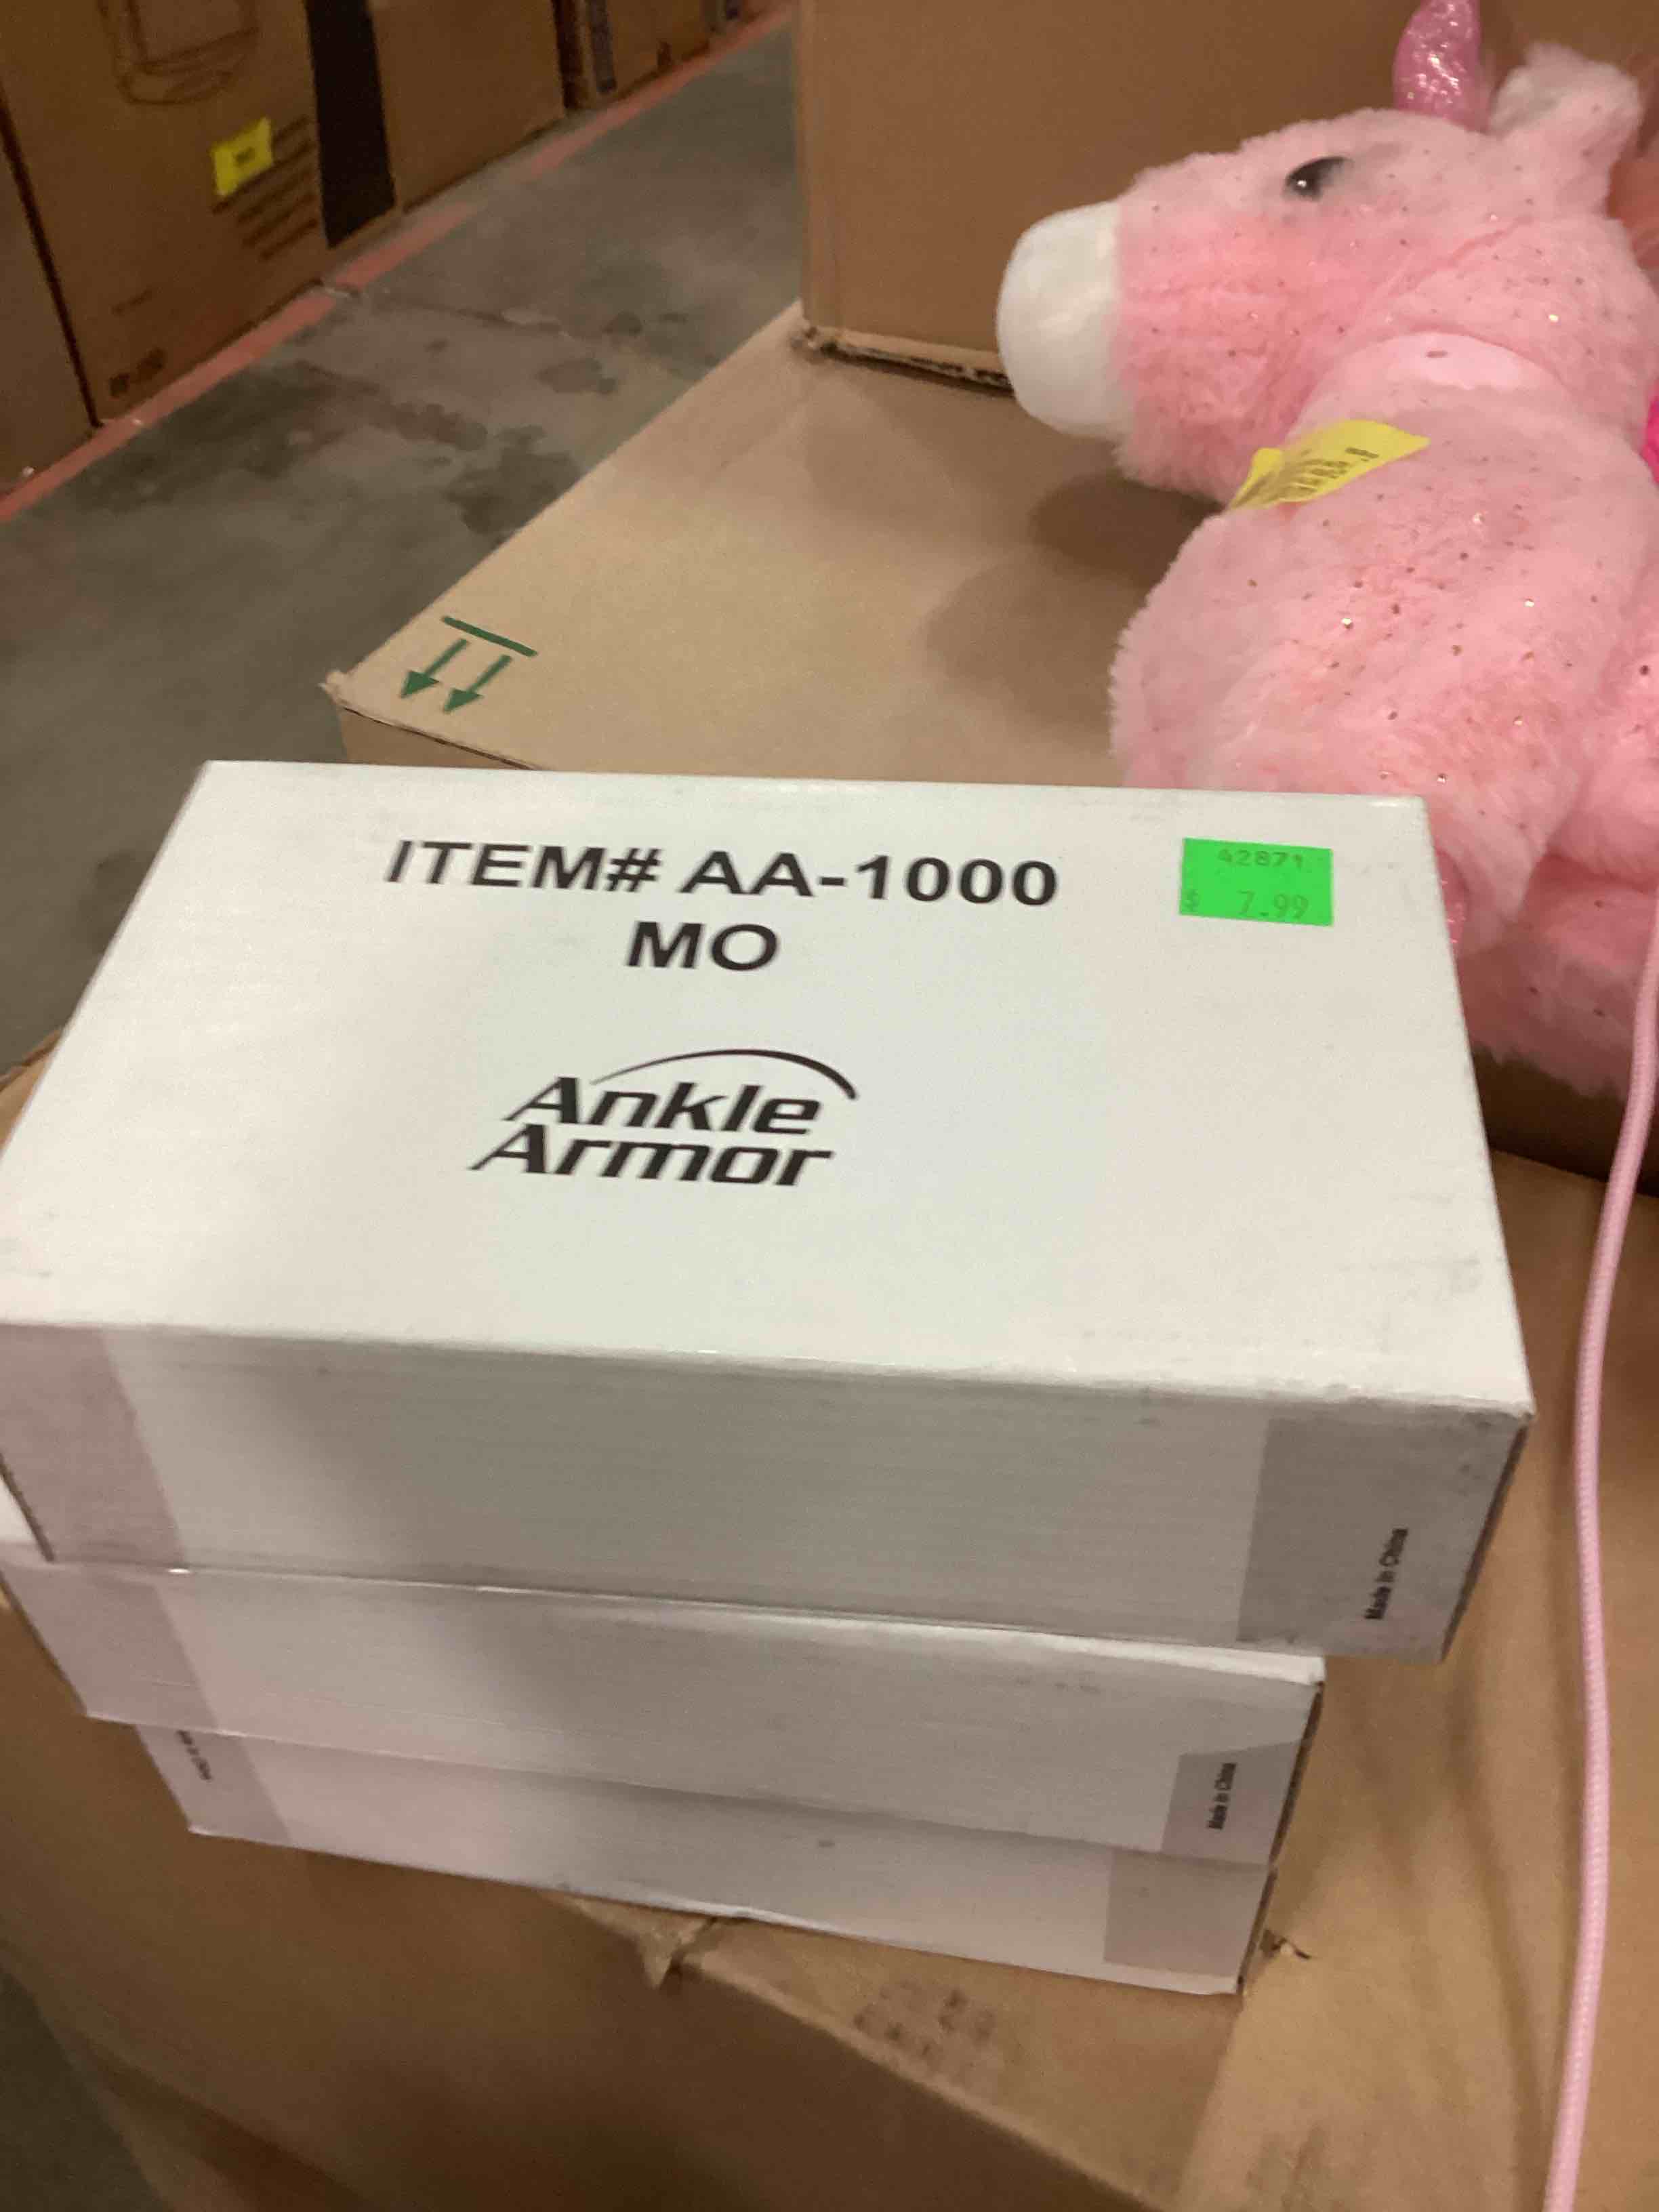 ITEM# AA-1000
MO
42871
$ 7.99
Ankle
Armor
Made in China
Made in China